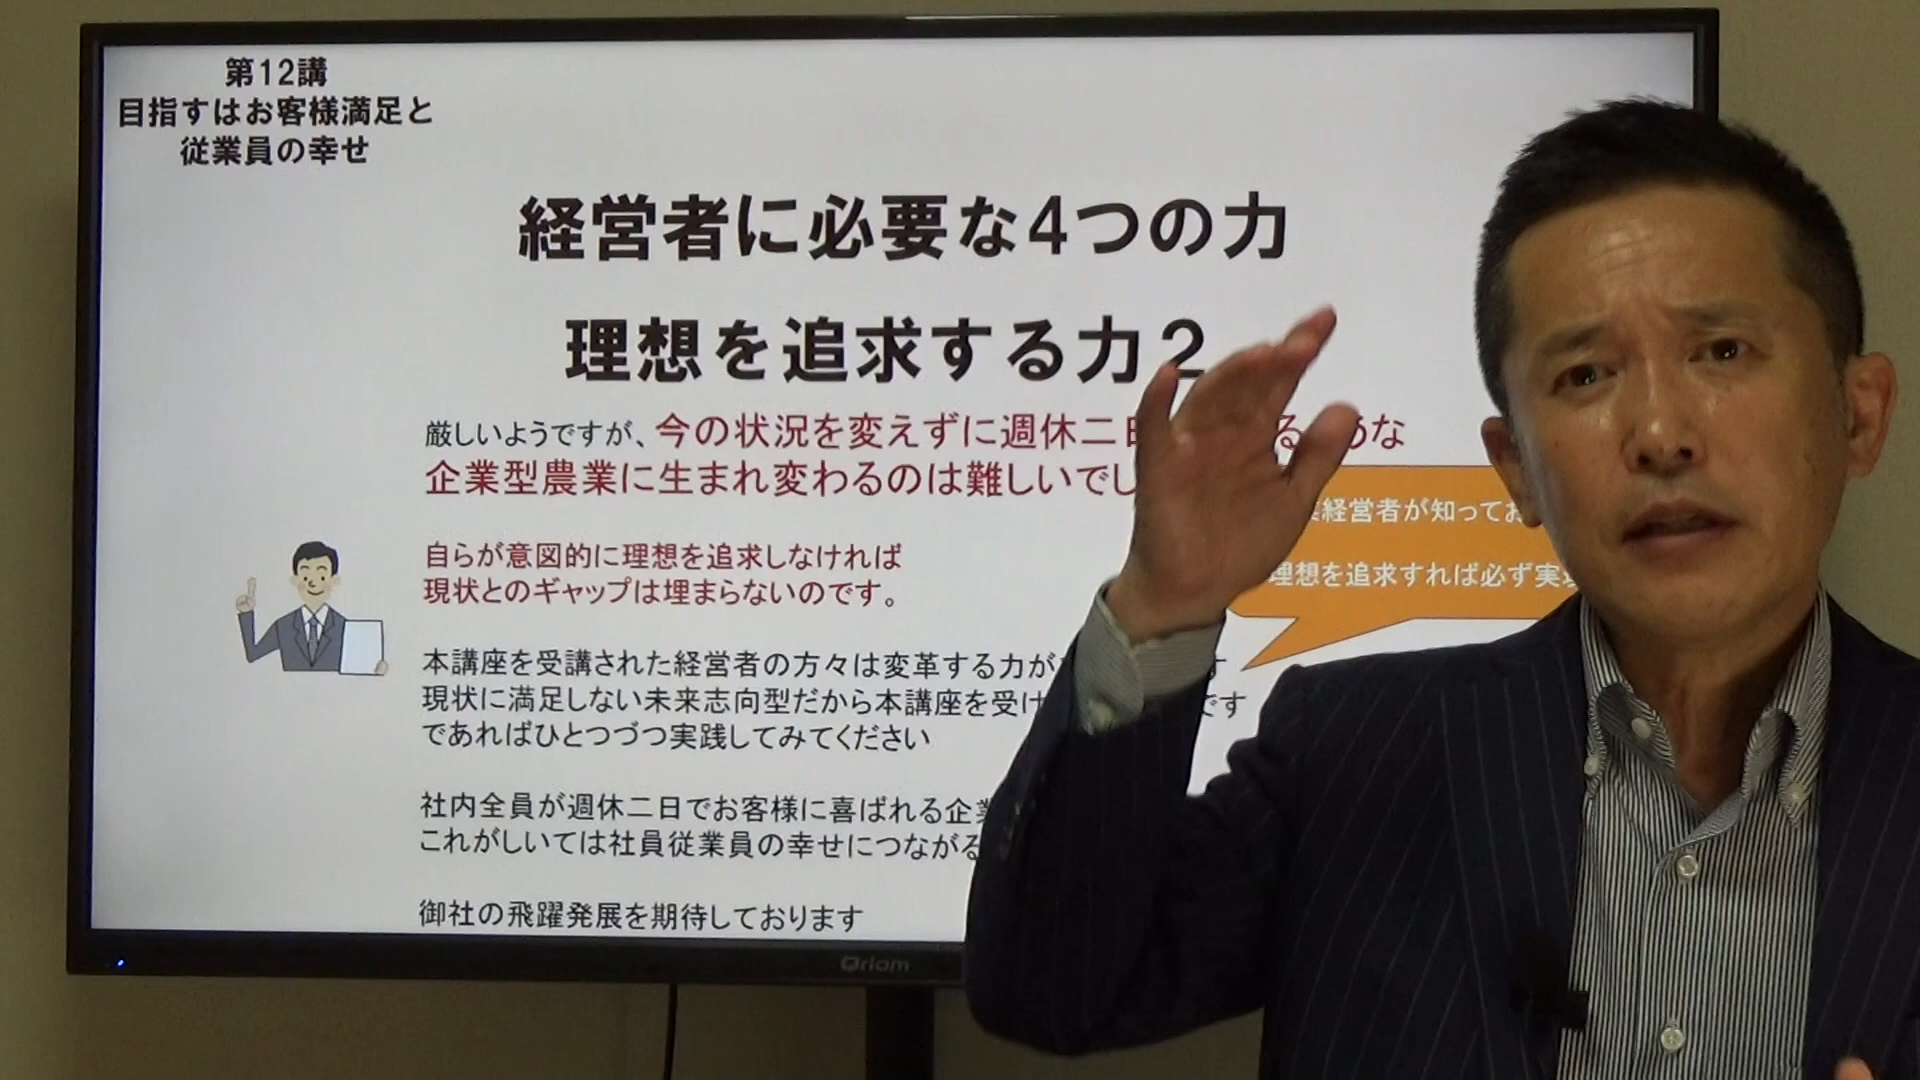 第12講
目指すはお客様満足と
従業員の幸せ
経営者に必要な4つの力
理想を追求する力2
厳しいようですが、今の状況を変えずに週休二
企業型農業に生まれ変わるのは難しいでし
経営者が知ってお
理想を追求すれば必ず実
自らが意図的に理想を追求しなければ
現状とのギャップは埋まらないのです。
本講座を受講された経営者の方々は変革する力が
現状に満足しない未来志向型だから本講座を受け です
であればひとつづつ実践してみてください
社内全員が週休二日でお客様に喜ばれる企業
これがしいては社員従業員の幸せにつながる
御社の飛躍発展を期待しております
Qriom